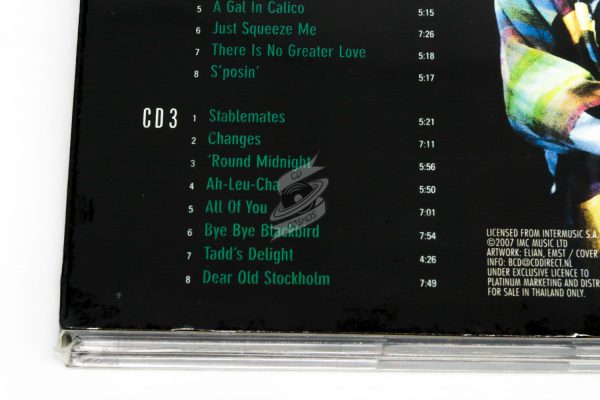 5 A Gal In Calico 5:15
6 Just Squeeze Me 7:26
7 There Is No Greater Love 5:18
8 S'posin' 5:17
CD 3
1 Stablemates 5:21
2 Changes 7:11
3 'Round Midnight 5:56
4 Ah-Leu-Cha 5:50
5 All Of You 7:01
6 Bye Bye Blackbird 7:54
7 Tadd's Delight 4:26
8 Dear Old Stockholm 7:49
CD
COSMOS
LICENSED FROM INTERMUSIC S.A.
©2007 IMC MUSIC LTD
ARTWORK: ELIAN, EMST / COVER
INFO: BCD@CDDIRECT.NL
UNDER EXCLUSIVE LICENCE TO
PLATINUM MARKETING AND DISTR
FOR SALE IN THAILAND ONLY.